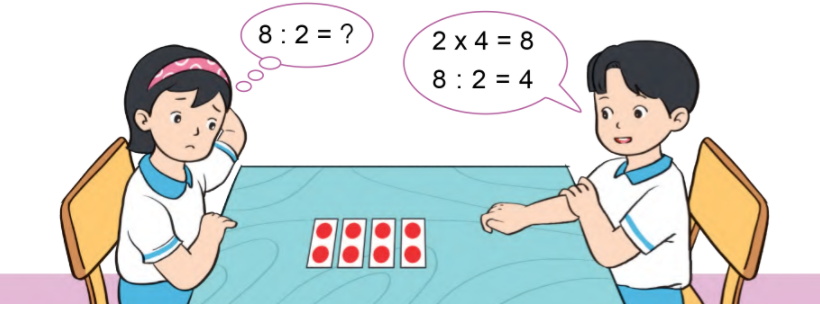 8 : 2 = ?
2 x 4 = 8
8 : 2 = 4